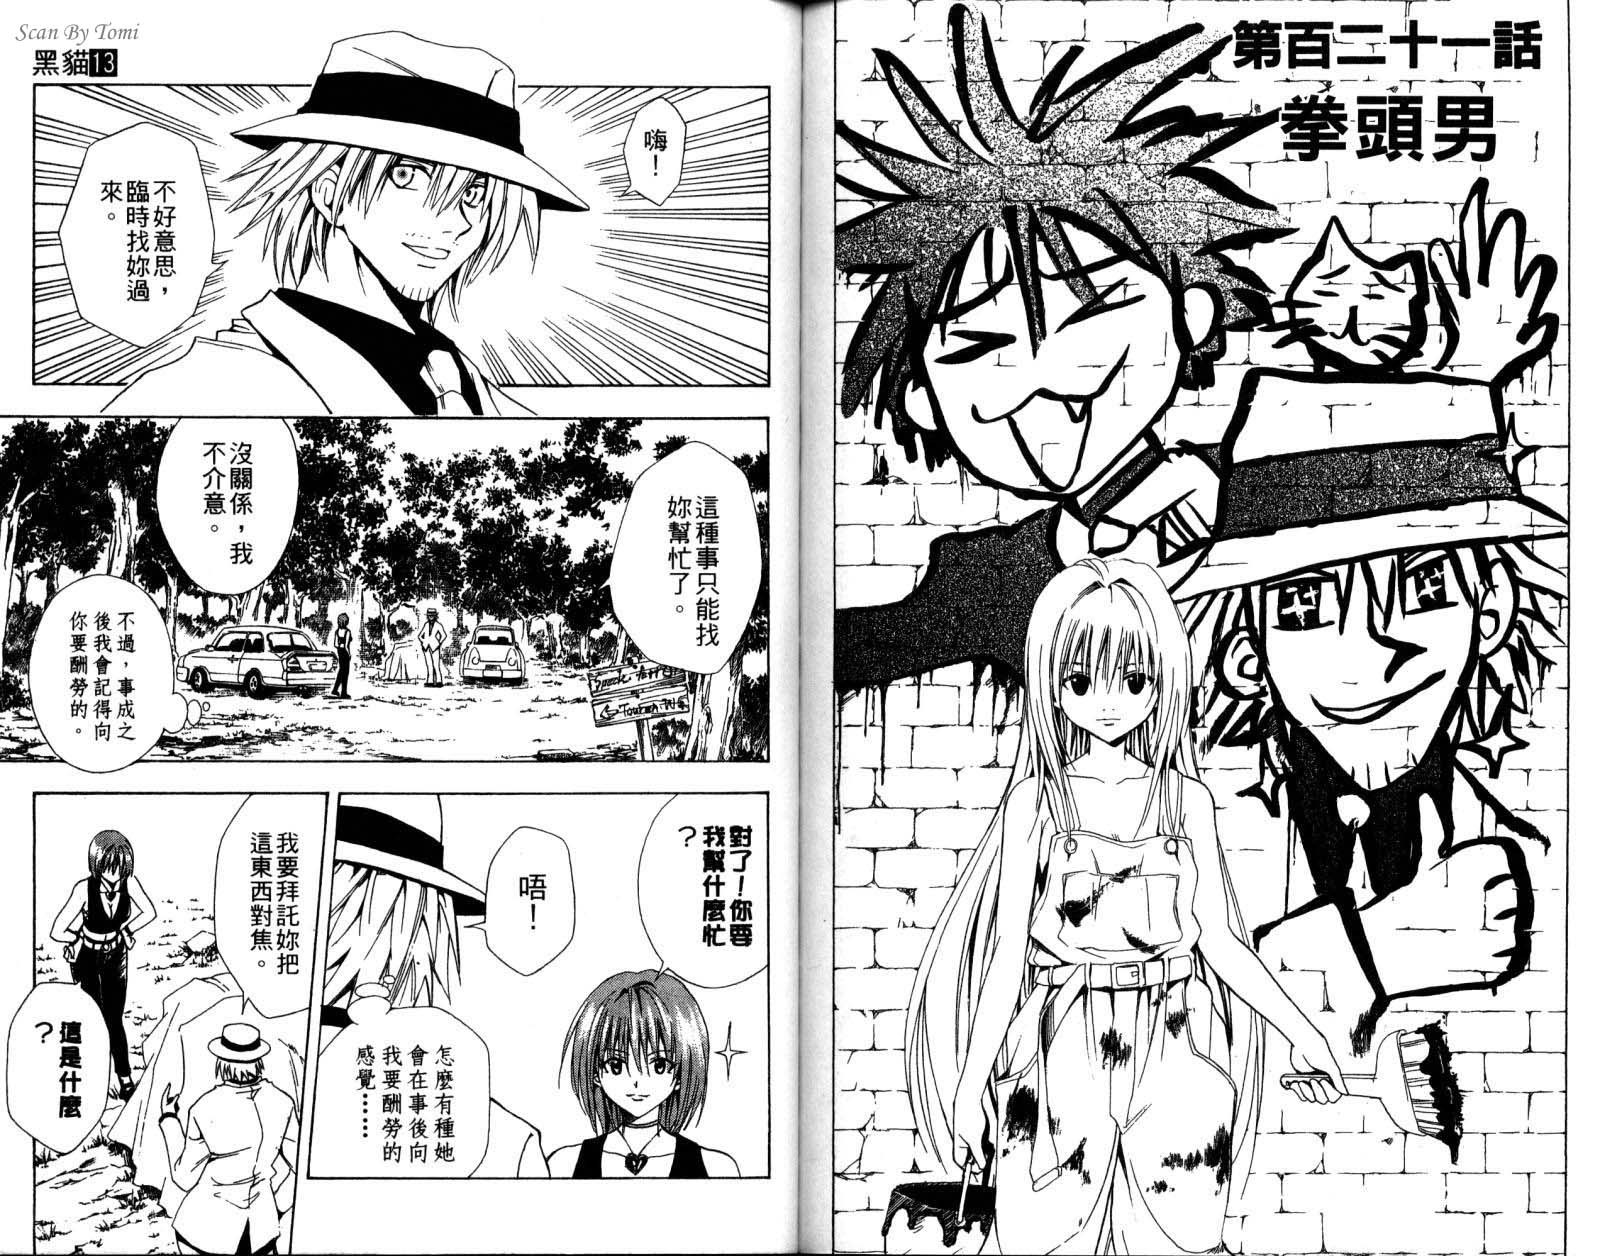 第百二十一話
拳頭男
Scan By Tomi
黑貓13
嗨！
不好意思，
臨時找妳過
來。
這種事只能找
妳幫忙了。
沒關係，我
不介意。
不過，事成之
後我會記得向
你要酬勞的。
對了！你要
我幫什麼忙
？
唔！
怎麼有種她
會在事後向
我要酬勞的
感覺……
我要拜託妳把
這東西對焦。
這是什麼
？